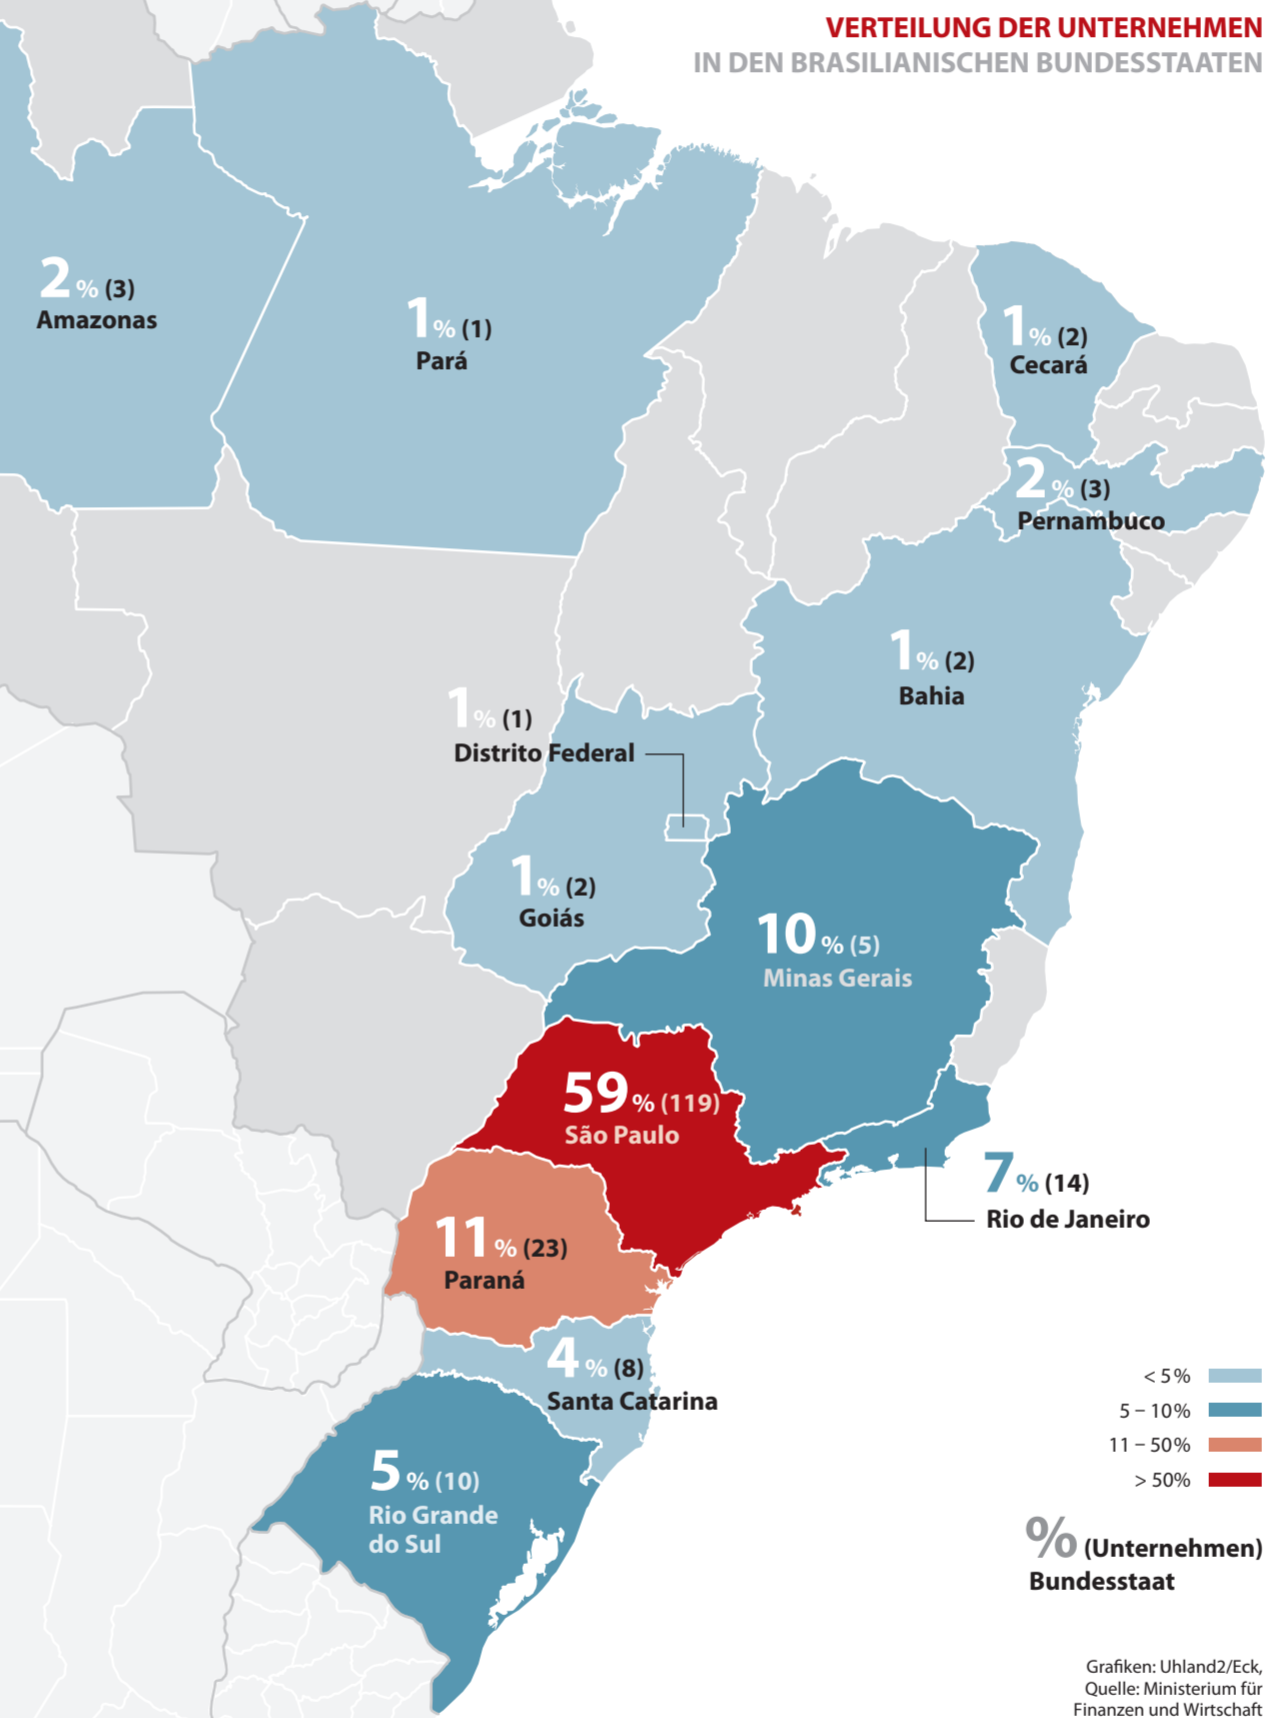 VERTEILUNG DER UNTERNEHMEN
IN DEN BRASILIANISCHEN BUNDESSTAATEN
2 % (3)
Amazonas
1 % (1)
Pará
1 % (2)
Cecará
2 % (3)
Pernambuco
1 % (2)
Bahia
1 % (1)
Distrito Federal
1 % (2)
Goiás
10 % (5)
Minas Gerais
59 % (119)
São Paulo
7 % (14)
Rio de Janeiro
11 % (23)
Paraná
4 % (8)
Santa Catarina
5 % (10)
Rio Grande
do Sul
< 5%
5 – 10%
11 – 50%
> 50%
% (Unternehmen)
Bundesstaat
Grafiken: Uhland2/Eck,
Quelle: Ministerium für
Finanzen und Wirtschaft